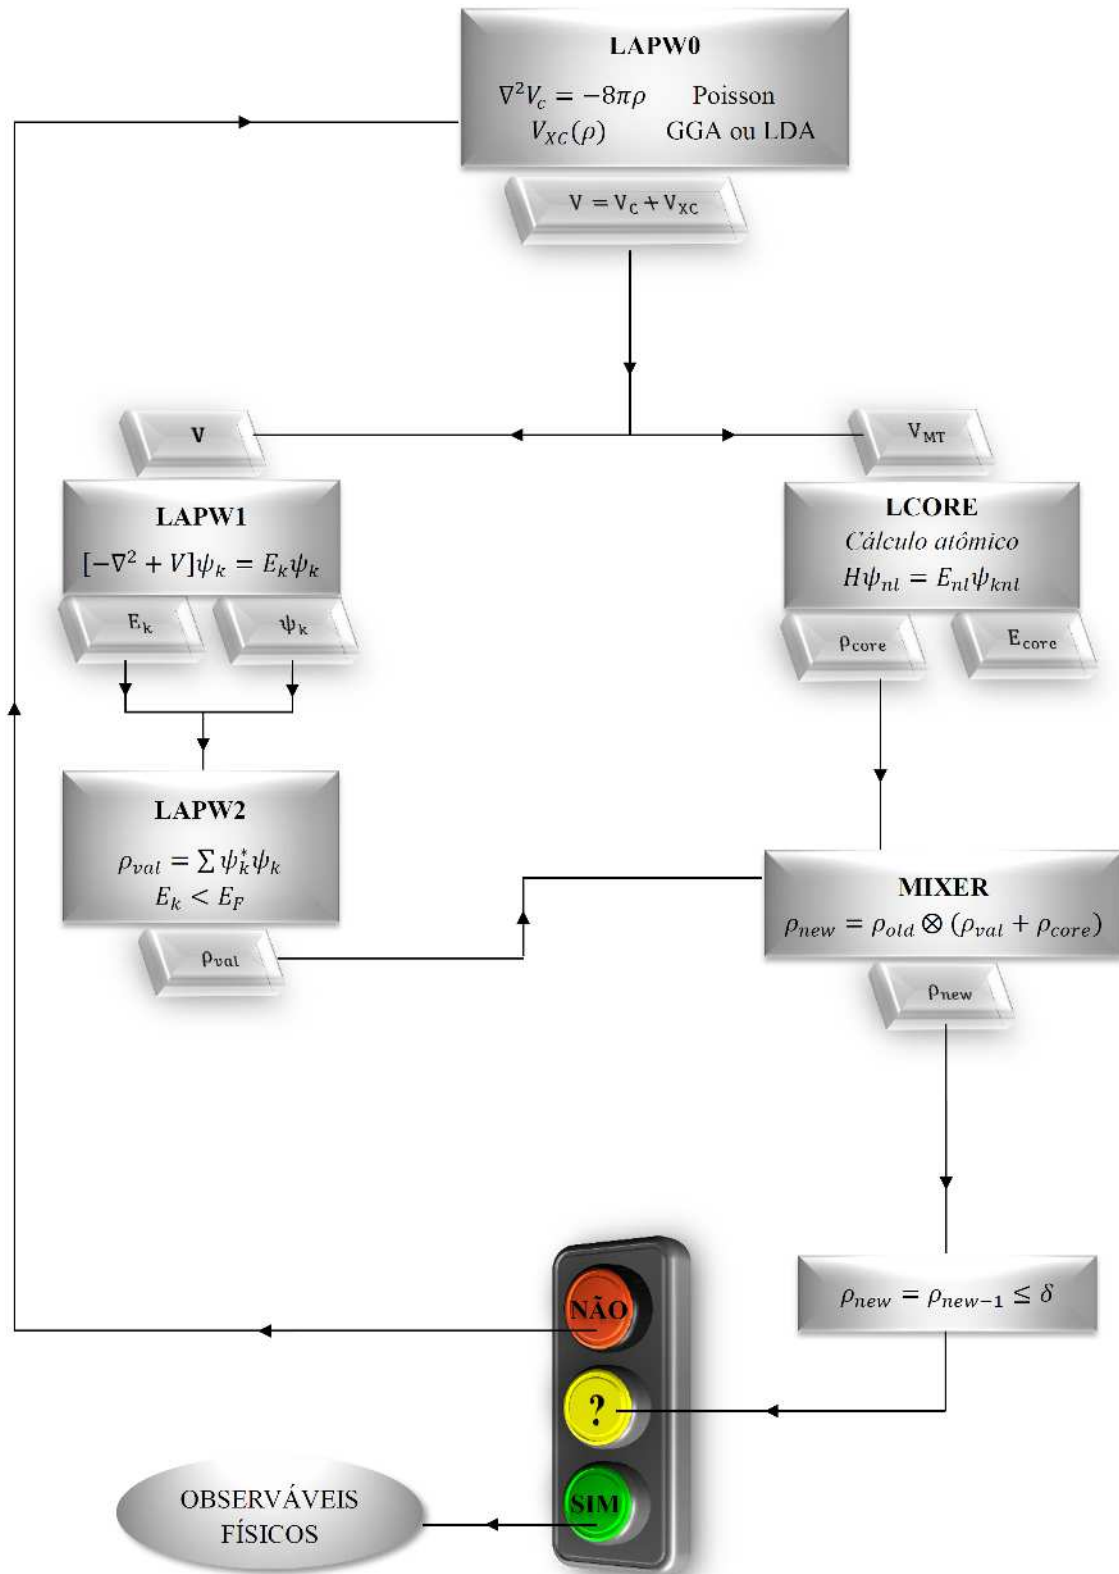 LAPW0
∇²V_c = −8πρ Poisson
V_XC(ρ) GGA ou LDA
V = V_C + V_XC
V
V_MT
LAPW1
[−∇² + V]ψ_k = E_kψ_k
E_k ψ_k
LCORE
Cálculo atômico
Hψ_nl = E_nlψ_knl
ρ_core E_core
LAPW2
ρ_val = ∑ ψ_k^*ψ_k
E_k < E_F
ρ_val
MIXER
ρ_new = ρ_old ⊗ (ρ_val + ρ_core)
ρ_new
ρ_new = ρ_new−1 ≤ δ
NÃO
?
SIM
OBSERVÁVEIS
FÍSICOS